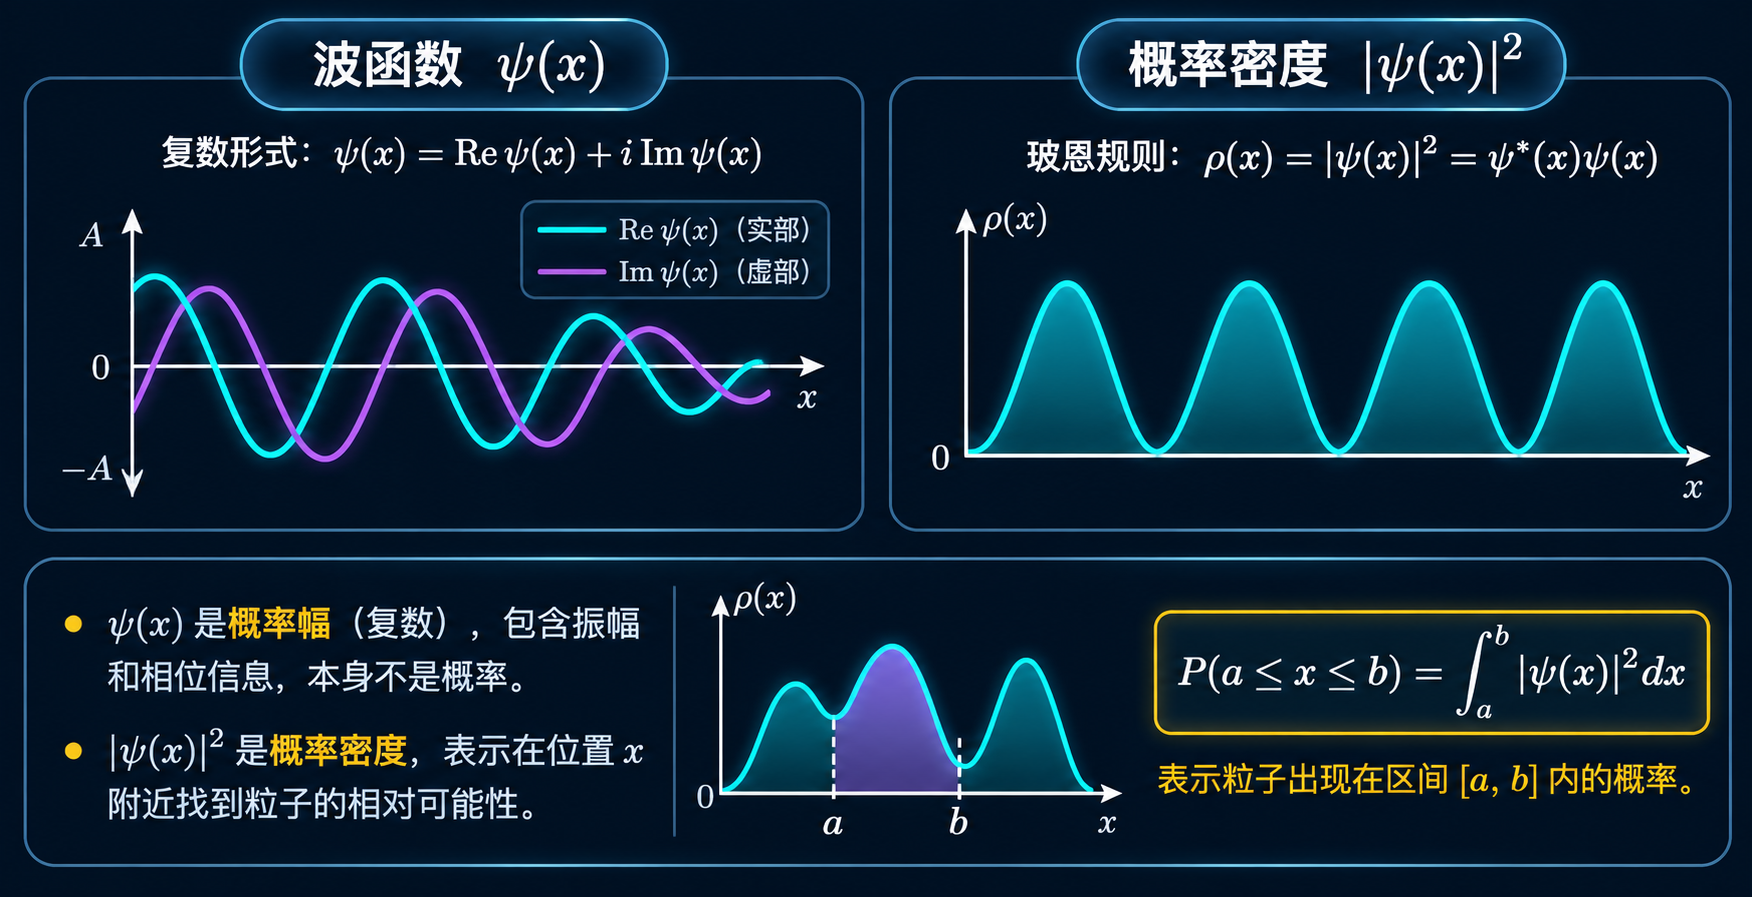 波函数 ψ(x)
复数形式：ψ(x) = Re ψ(x) + i Im ψ(x)
A
Re ψ(x)（实部）
Im ψ(x)（虚部）
0
x
−A
概率密度 |ψ(x)|²
玻恩规则：ρ(x) = |ψ(x)|² = ψ*(x)ψ(x)
ρ(x)
0
x
ψ(x) 是概率幅（复数），包含振幅
和相位信息，本身不是概率。
|ψ(x)|² 是概率密度，表示在位置 x
附近找到粒子的相对可能性。
ρ(x)
0
a
b
x
P(a ≤ x ≤ b) = ∫ₐᵇ |ψ(x)|² dx
表示粒子出现在区间 [a, b] 内的概率。